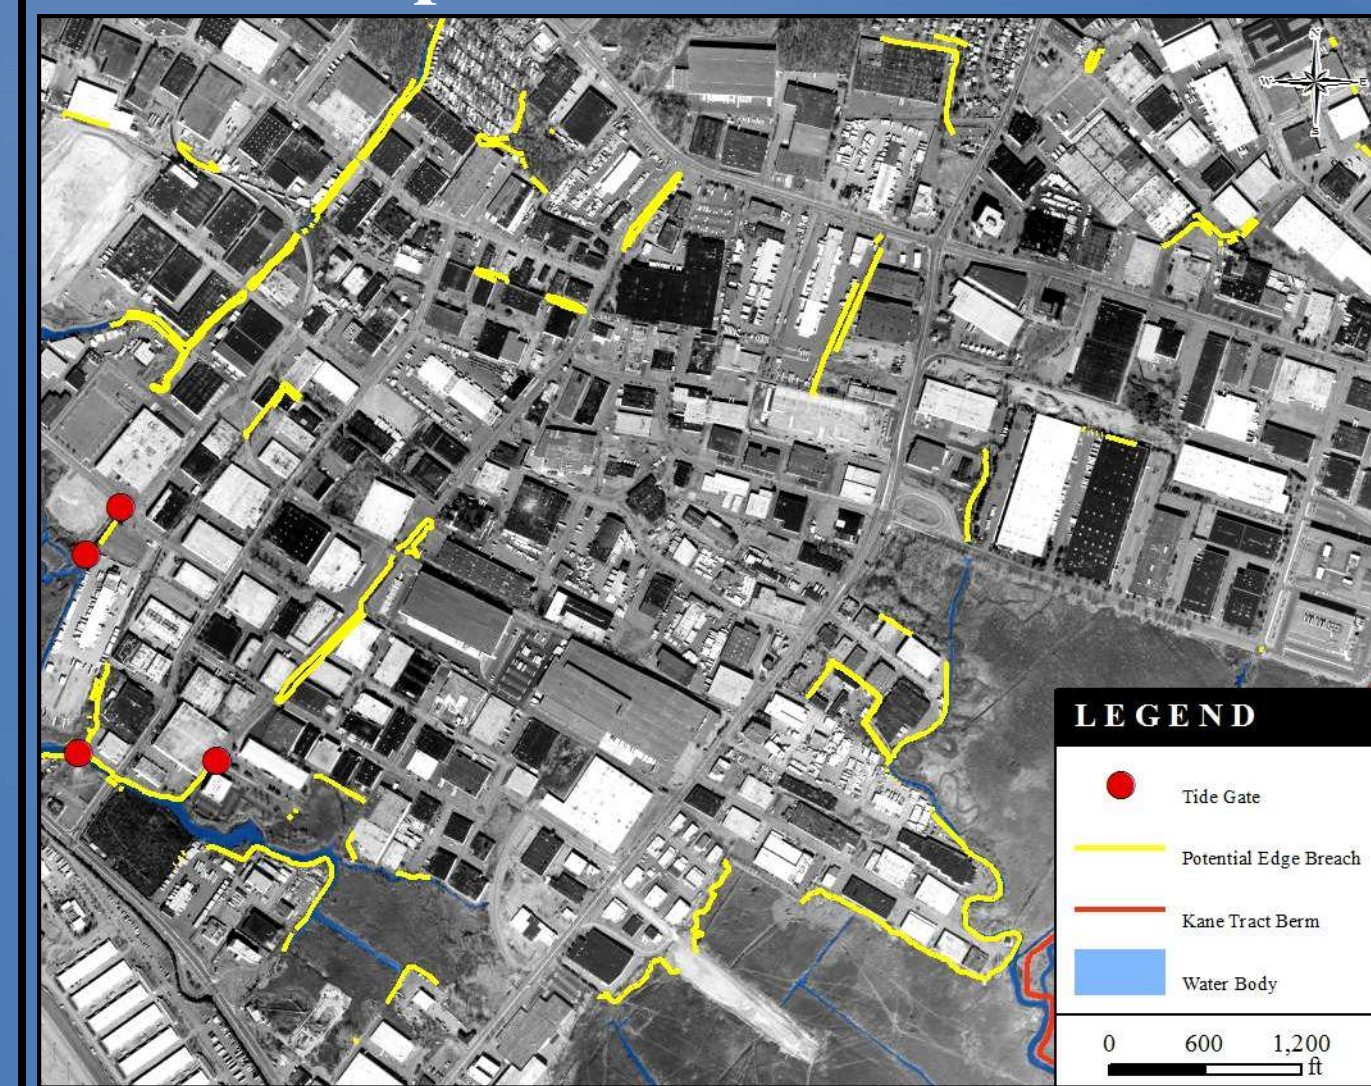 N
W E
S
LEGEND
Tide Gate
Potential Edge Breach
Kane Tract Berm
Water Body
0 600 1,200
ft